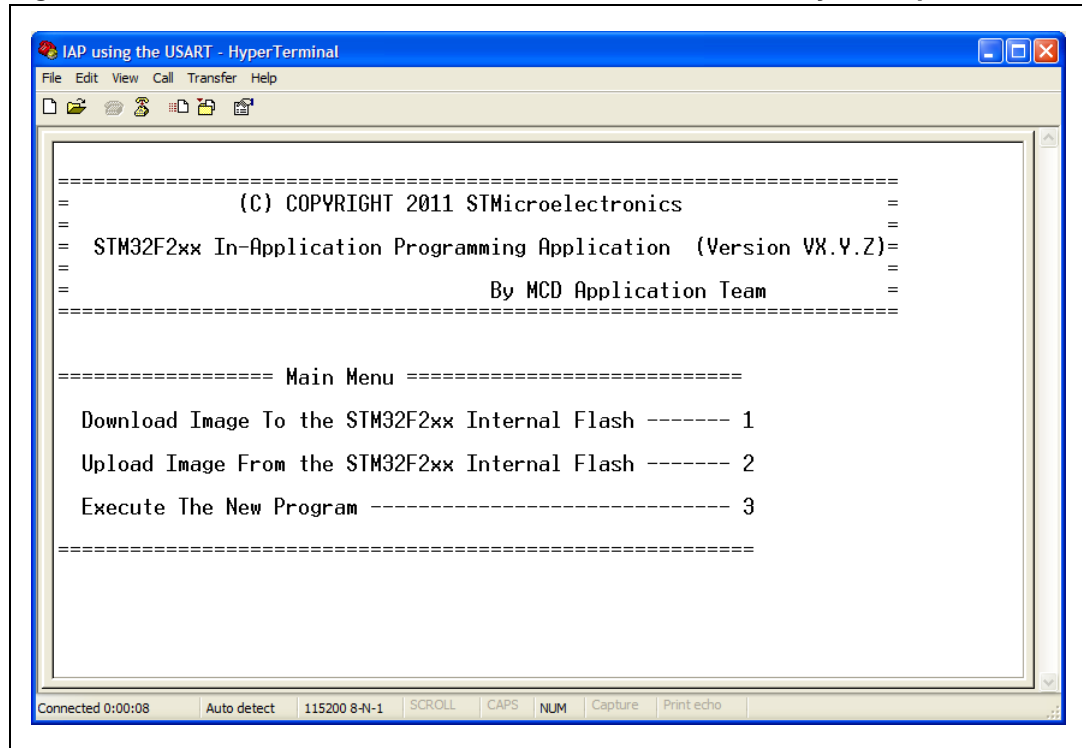 IAP using the USART - HyperTerminal
File Edit View Call Transfer Help
=====================================================================
= (C) COPYRIGHT 2011 STMicroelectronics =
= =
= STM32F2xx In-Application Programming Application (Version VX.Y.Z)=
= =
= By MCD Application Team =
=====================================================================
================== Main Menu ============================
Download Image To the STM32F2xx Internal Flash ------- 1
Upload Image From the STM32F2xx Internal Flash ------- 2
Execute The New Program ------------------------------ 3
==========================================================
Connected 0:00:08 Auto detect 115200 8-N-1 SCROLL CAPS NUM Capture Print echo